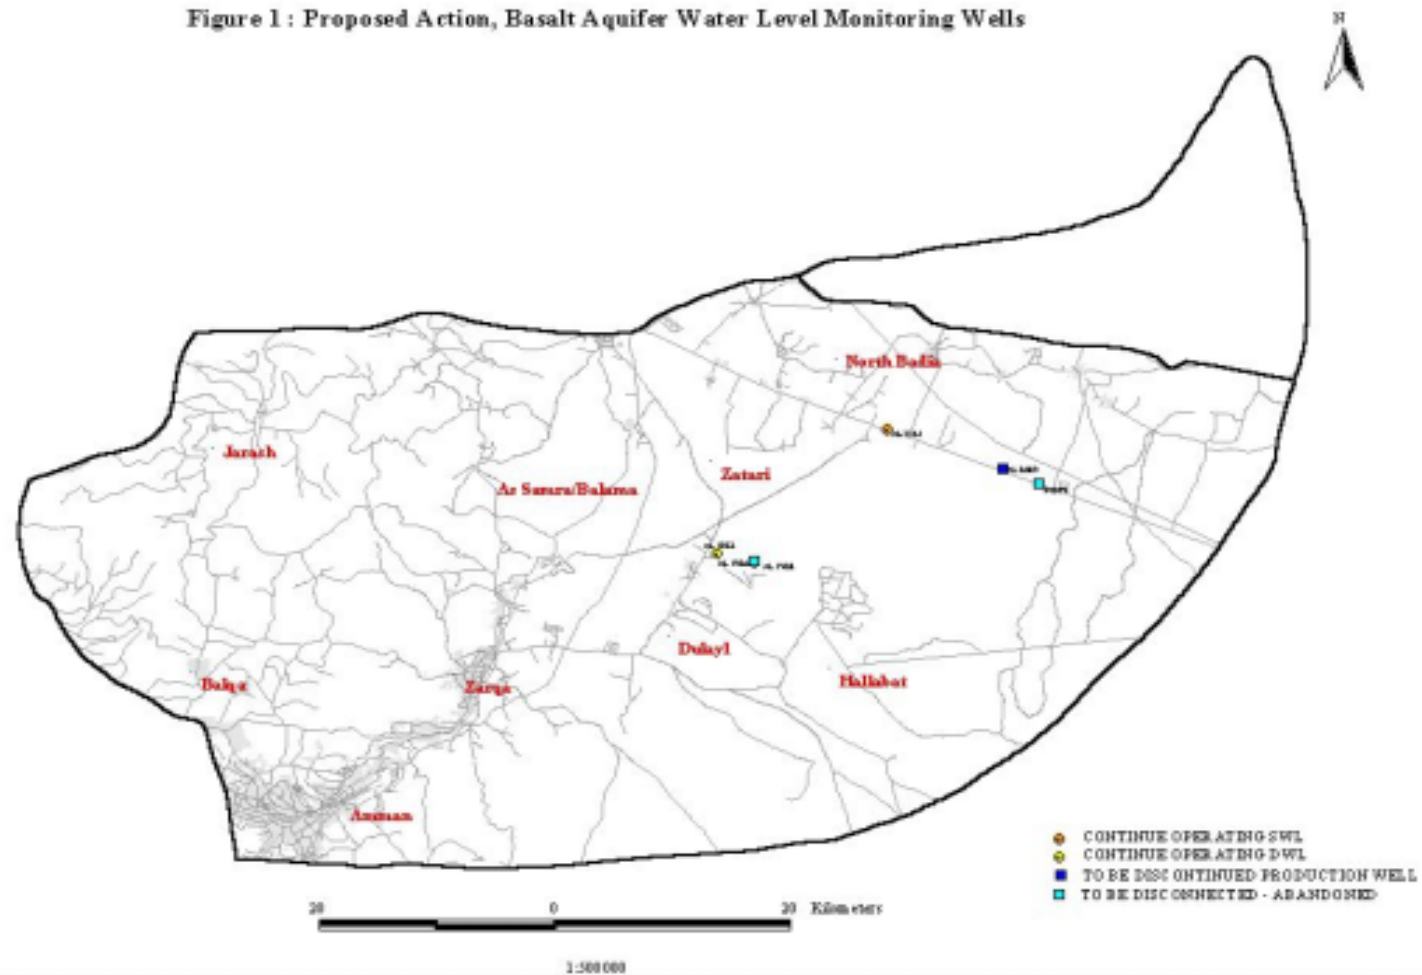 Figure 1 : Proposed Action, Basalt Aquifer Water Level Monitoring Wells
N
North Badia
Jarash
Zatari
As Samra/Balama
Dulayl
Balqa
Zarqa
Hallabat
Amman
CONTINUE OPERATING SWL
CONTINUE OPERATING DWL
TO BE DISCONTINUED PRODUCTION WELL
TO BE DISCONNECTED - ABANDONED
20 0 20 Kilometers
1:500000